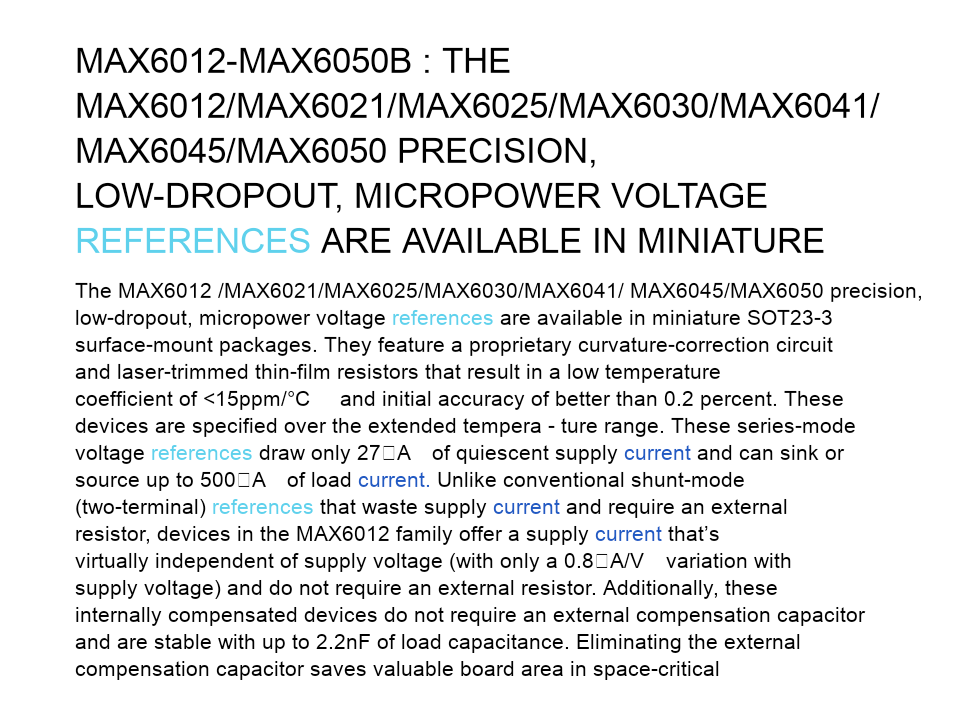 MAX6012-MAX6050B : THE
MAX6012/MAX6021/MAX6025/MAX6030/MAX6041/
MAX6045/MAX6050 PRECISION,
LOW-DROPOUT, MICROPOWER VOLTAGE
REFERENCES ARE AVAILABLE IN MINIATURE
The MAX6012 /MAX6021/MAX6025/MAX6030/MAX6041/ MAX6045/MAX6050 precision,
low-dropout, micropower voltage references are available in miniature SOT23-3
surface-mount packages. They feature a proprietary curvature-correction circuit
and laser-trimmed thin-film resistors that result in a low temperature
coefficient of <15ppm/°C and initial accuracy of better than 0.2 percent. These
devices are specified over the extended tempera - ture range. These series-mode
voltage references draw only 27□A of quiescent supply current and can sink or
source up to 500□A of load current. Unlike conventional shunt-mode
(two-terminal) references that waste supply current and require an external
resistor, devices in the MAX6012 family offer a supply current that’s
virtually independent of supply voltage (with only a 0.8□A/V variation with
supply voltage) and do not require an external resistor. Additionally, these
internally compensated devices do not require an external compensation capacitor
and are stable with up to 2.2nF of load capacitance. Eliminating the external
compensation capacitor saves valuable board area in space-critical